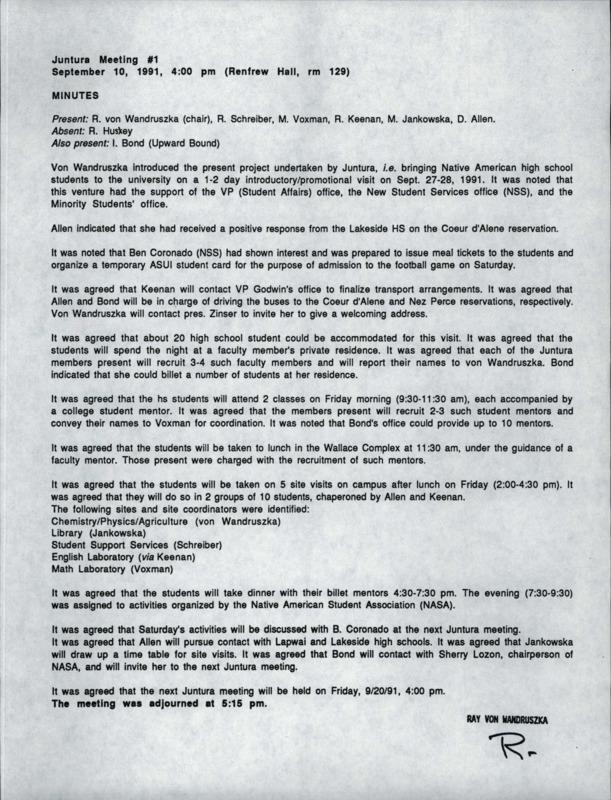 Juntura Meeting #1
September 10, 1991, 4:00 pm (Renfrew Hall, rm 129)
MINUTES
Present: R. von Wandruszka (chair), R. Schreiber, M. Voxman, R. Keenan, M. Jankowska, D. Allen.
Absent: R. Huskey
Also present: I. Bond (Upward Bound)
Von Wandruszka introduced the present project undertaken by Juntura, i.e. bringing Native American high school
students to the university on a 1-2 day introductory/promotional visit on Sept. 27-28, 1991. It was noted that
this venture had the support of the VP (Student Affairs) office, the New Student Services office (NSS), and the
Minority Students' office.
Allen indicated that she had received a positive response from the Lakeside HS on the Coeur d'Alene reservation.
It was noted that Ben Coronado (NSS) had shown interest and was prepared to issue meal tickets to the students and
organize a temporary ASUI student card for the purpose of admission to the football game on Saturday.
It was agreed that Keenan will contact VP Godwin's office to finalize transport arrangements. It was agreed that
Allen and Bond will be in charge of driving the buses to the Coeur d'Alene and Nez Perce reservations, respectively.
Von Wandruszka will contact pres. Zinser to invite her to give a welcoming address.
It was agreed that about 20 high school student could be accommodated for this visit. It was agreed that the
students will spend the night at a faculty member's private residence. It was agreed that each of the Juntura
members present will recruit 3-4 such faculty members and will report their names to von Wandruszka. Bond
indicated that she could billet a number of students at her residence.
It was agreed that the hs students will attend 2 classes on Friday morning (9:30-11:30 am), each accompanied by
a college student mentor. It was agreed that the members present will recruit 2-3 such student mentors and
convey their names to Voxman for coordination. It was noted that Bond's office could provide up to 10 mentors.
It was agreed that the students will be taken to lunch in the Wallace Complex at 11:30 am, under the guidance of a
faculty mentor. Those present were charged with the recruitment of such mentors.
It was agreed that the students will be taken on 5 site visits on campus after lunch on Friday (2:00-4:30 pm). It
was agreed that they will do so in 2 groups of 10 students, chaperoned by Allen and Keenan.
The following sites and site coordinators were identified:
Chemistry/Physics/Agriculture (von Wandruszka)
Library (Jankowska)
Student Support Services (Schreiber)
English Laboratory (via Keenan)
Math Laboratory (Voxman)
It was agreed that the students will take dinner with their billet mentors 4:30-7:30 pm. The evening (7:30-9:30)
was assigned to activities organized by the Native American Student Association (NASA).
It was agreed that Saturday's activities will be discussed with B. Coronado at the next Juntura meeting.
It was agreed that Allen will pursue contact with Lapwai and Lakeside high schools. It was agreed that Jankowska
will draw up a time table for site visits. It was agreed that Bond will contact with Sherry Lozon, chairperson of
NASA, and will invite her to the next Juntura meeting.
It was agreed that the next Juntura meeting will be held on Friday, 9/20/91, 4:00 pm.
The meeting was adjourned at 5:15 pm.
RAY VON WANDRUSZKA
R.